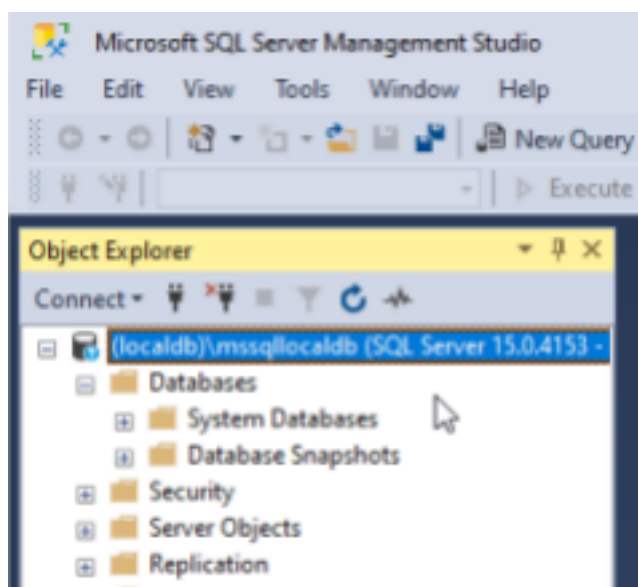 Microsoft SQL Server Management Studio
File Edit View Tools Window Help
New Query
Execute
Object Explorer
Connect
(localdb)\mssqllocaldb (SQL Server 15.0.4153 -
Databases
System Databases
Database Snapshots
Security
Server Objects
Replication